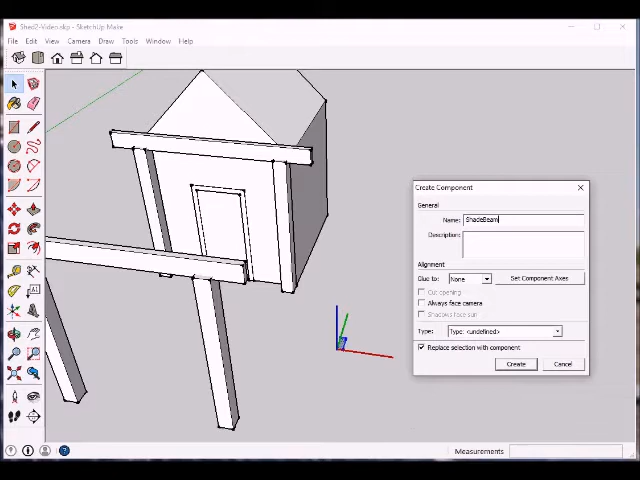 Shed2-Video.skp - SketchUp Make
File Edit View Camera Draw Tools Window Help
Create Component
General
Name: ShadeBeam
Description:
Alignment
Glue to: None Set Component Axes
Cut opening
Always face camera
Shadows face sun
Type: Type: <undefined>
Replace selection with component
Create Cancel
Measurements